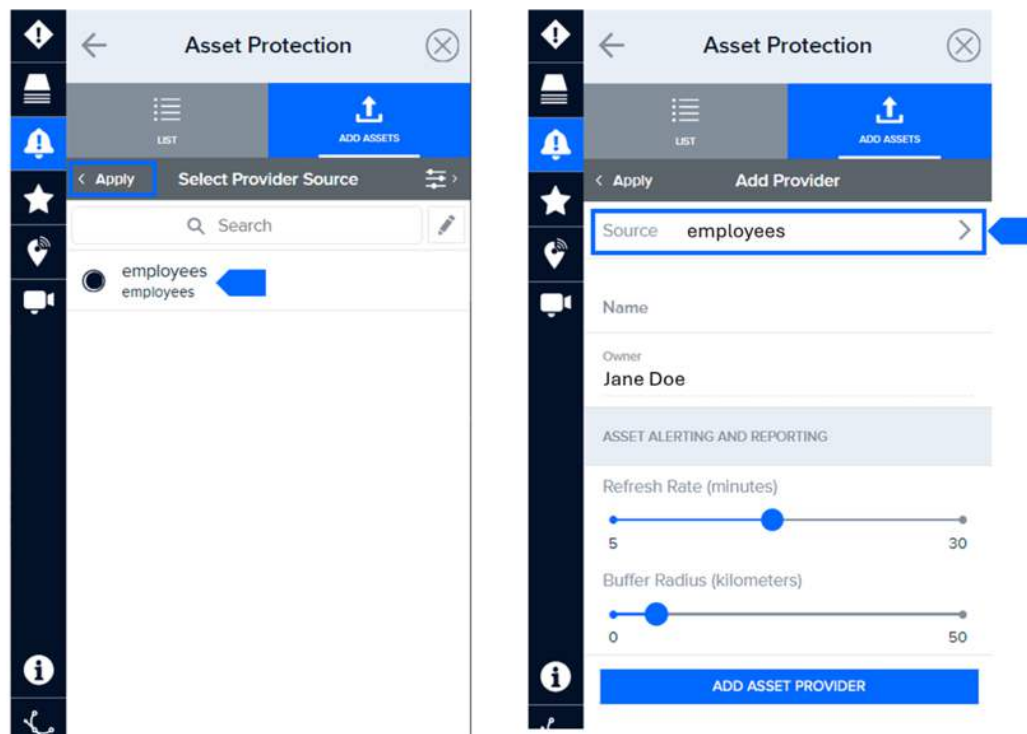 Asset Protection
LIST
ADD ASSETS
Apply
Select Provider Source
Search
employees
employees
Asset Protection
LIST
ADD ASSETS
Apply
Add Provider
Source employees
Name
Owner
Jane Doe
ASSET ALERTING AND REPORTING
Refresh Rate (minutes)
5 30
Buffer Radius (kilometers)
0 50
ADD ASSET PROVIDER